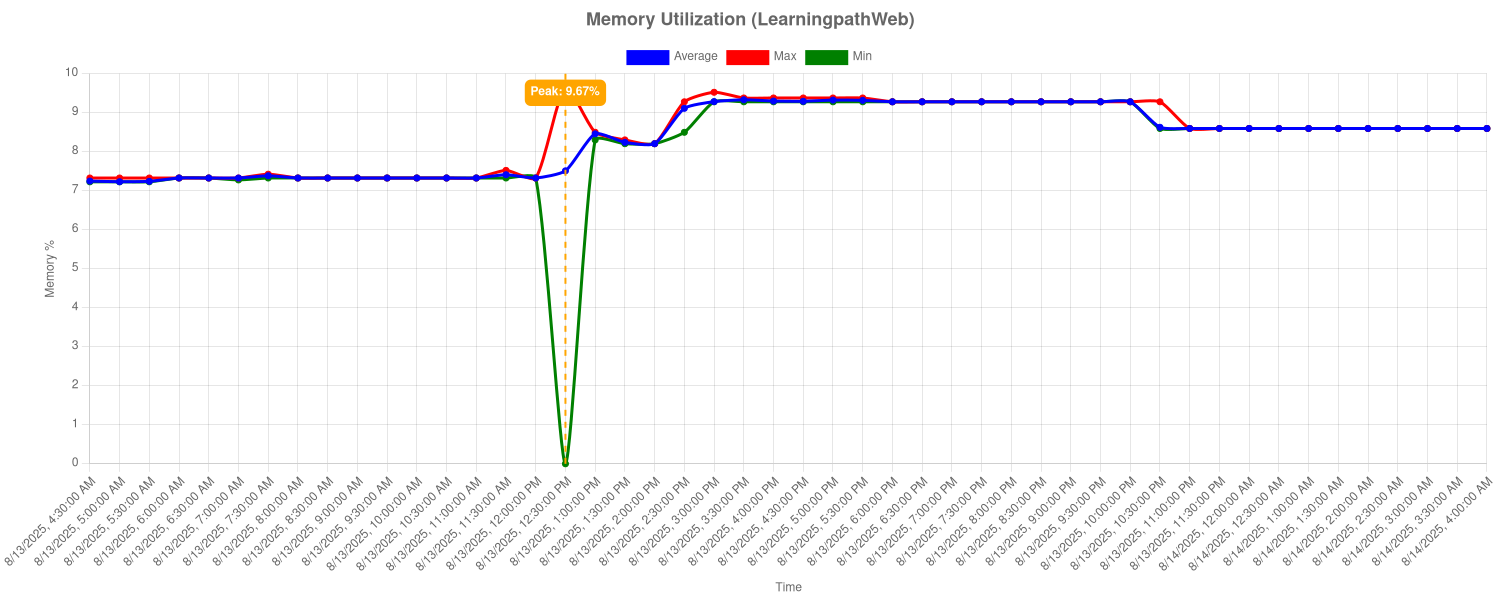 Memory Utilization (LearningpathWeb)
Average Max Min
Peak: 9.67%
10
9
8
7
6
5
4
3
2
1
0
Memory %
8/13/2025, 4:30:00 AM
8/13/2025, 5:00:00 AM
8/13/2025, 5:30:00 AM
8/13/2025, 6:00:00 AM
8/13/2025, 6:30:00 AM
8/13/2025, 7:00:00 AM
8/13/2025, 7:30:00 AM
8/13/2025, 8:00:00 AM
8/13/2025, 8:30:00 AM
8/13/2025, 9:00:00 AM
8/13/2025, 9:30:00 AM
8/13/2025, 10:00:00 AM
8/13/2025, 10:30:00 AM
8/13/2025, 11:00:00 AM
8/13/2025, 11:30:00 AM
8/13/2025, 12:00:00 PM
8/13/2025, 12:30:00 PM
8/13/2025, 1:00:00 PM
8/13/2025, 1:30:00 PM
8/13/2025, 2:00:00 PM
8/13/2025, 2:30:00 PM
8/13/2025, 3:00:00 PM
8/13/2025, 3:30:00 PM
8/13/2025, 4:00:00 PM
8/13/2025, 4:30:00 PM
8/13/2025, 5:00:00 PM
8/13/2025, 5:30:00 PM
8/13/2025, 6:00:00 PM
8/13/2025, 6:30:00 PM
8/13/2025, 7:00:00 PM
8/13/2025, 7:30:00 PM
8/13/2025, 8:00:00 PM
8/13/2025, 8:30:00 PM
8/13/2025, 9:00:00 PM
8/13/2025, 9:30:00 PM
8/13/2025, 10:00:00 PM
8/13/2025, 10:30:00 PM
8/13/2025, 11:00:00 PM
8/13/2025, 11:30:00 PM
8/14/2025, 12:00:00 AM
8/14/2025, 12:30:00 AM
8/14/2025, 1:00:00 AM
8/14/2025, 1:30:00 AM
8/14/2025, 2:00:00 AM
8/14/2025, 2:30:00 AM
8/14/2025, 3:00:00 AM
8/14/2025, 3:30:00 AM
8/14/2025, 4:00:00 AM
Time